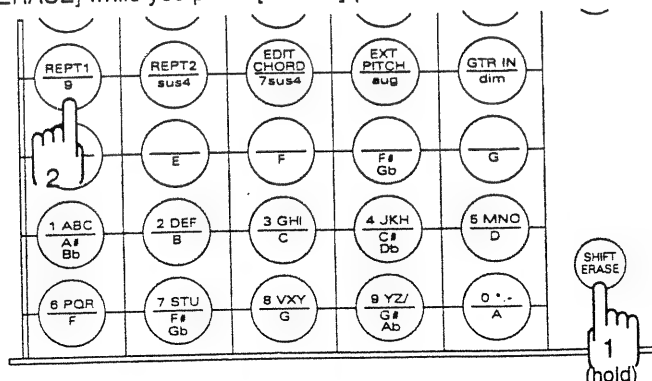 ERASE] while you
REPT1
9
REPT2
sus4
EDIT
CHORD
7sus4
EXT
PITCH
aug
GTR IN
dim
2
E
F
F#
Gb
G
1 ABC
A#
Bb
2 DEF
B
3 GHI
C
4 JKH
C#
Db
5 MNO
D
SHIFT
ERASE
6 PQR
F
7 STU
F#
Gb
8 VXY
G
9 YZ/
G#
Ab
0 *.-
A
1
(hold)